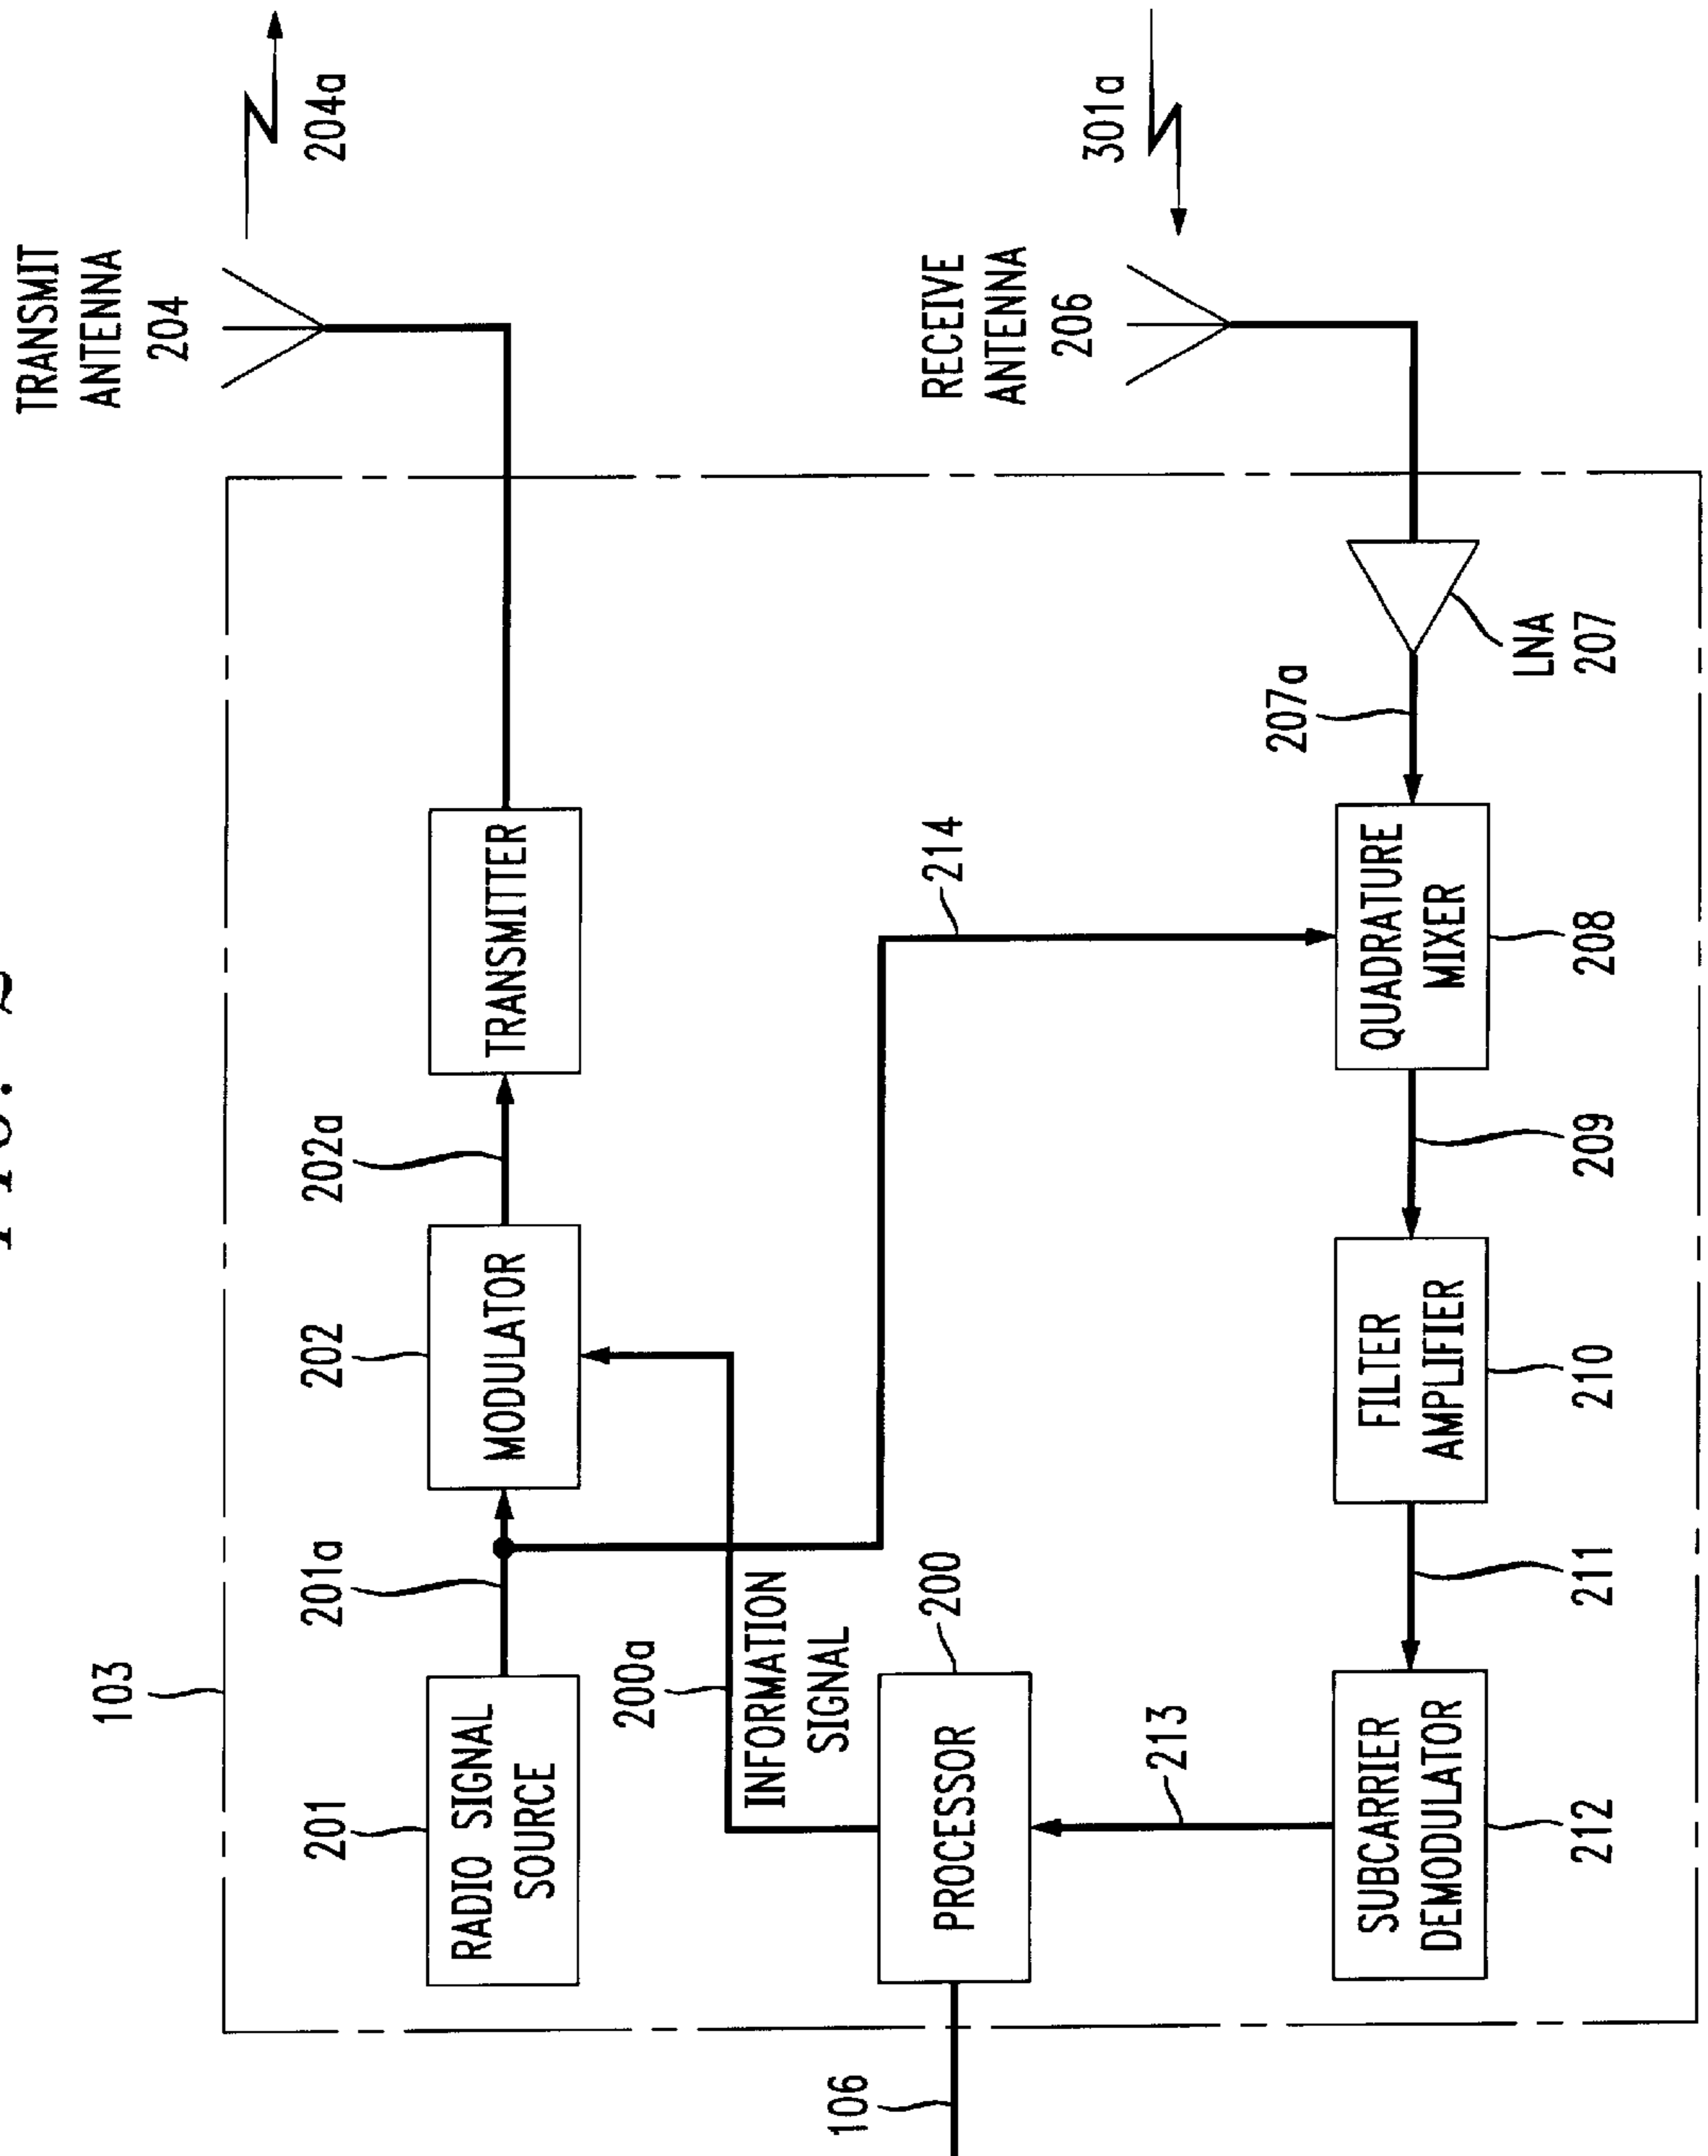 FIG. 2
TRANSMIT
ANTENNA
204
204a
103
201
RADIO SIGNAL
SOURCE
201a
202
MODULATOR
202a
TRANSMITTER
200a
INFORMATION
SIGNAL
214
RECEIVE
ANTENNA
206
301a
106
PROCESSOR
200
213
207a
LNA
207
SUBCARRIER
DEMODULATOR
212
211
FILTER
AMPLIFIER
210
209
QUADRATURE
MIXER
208